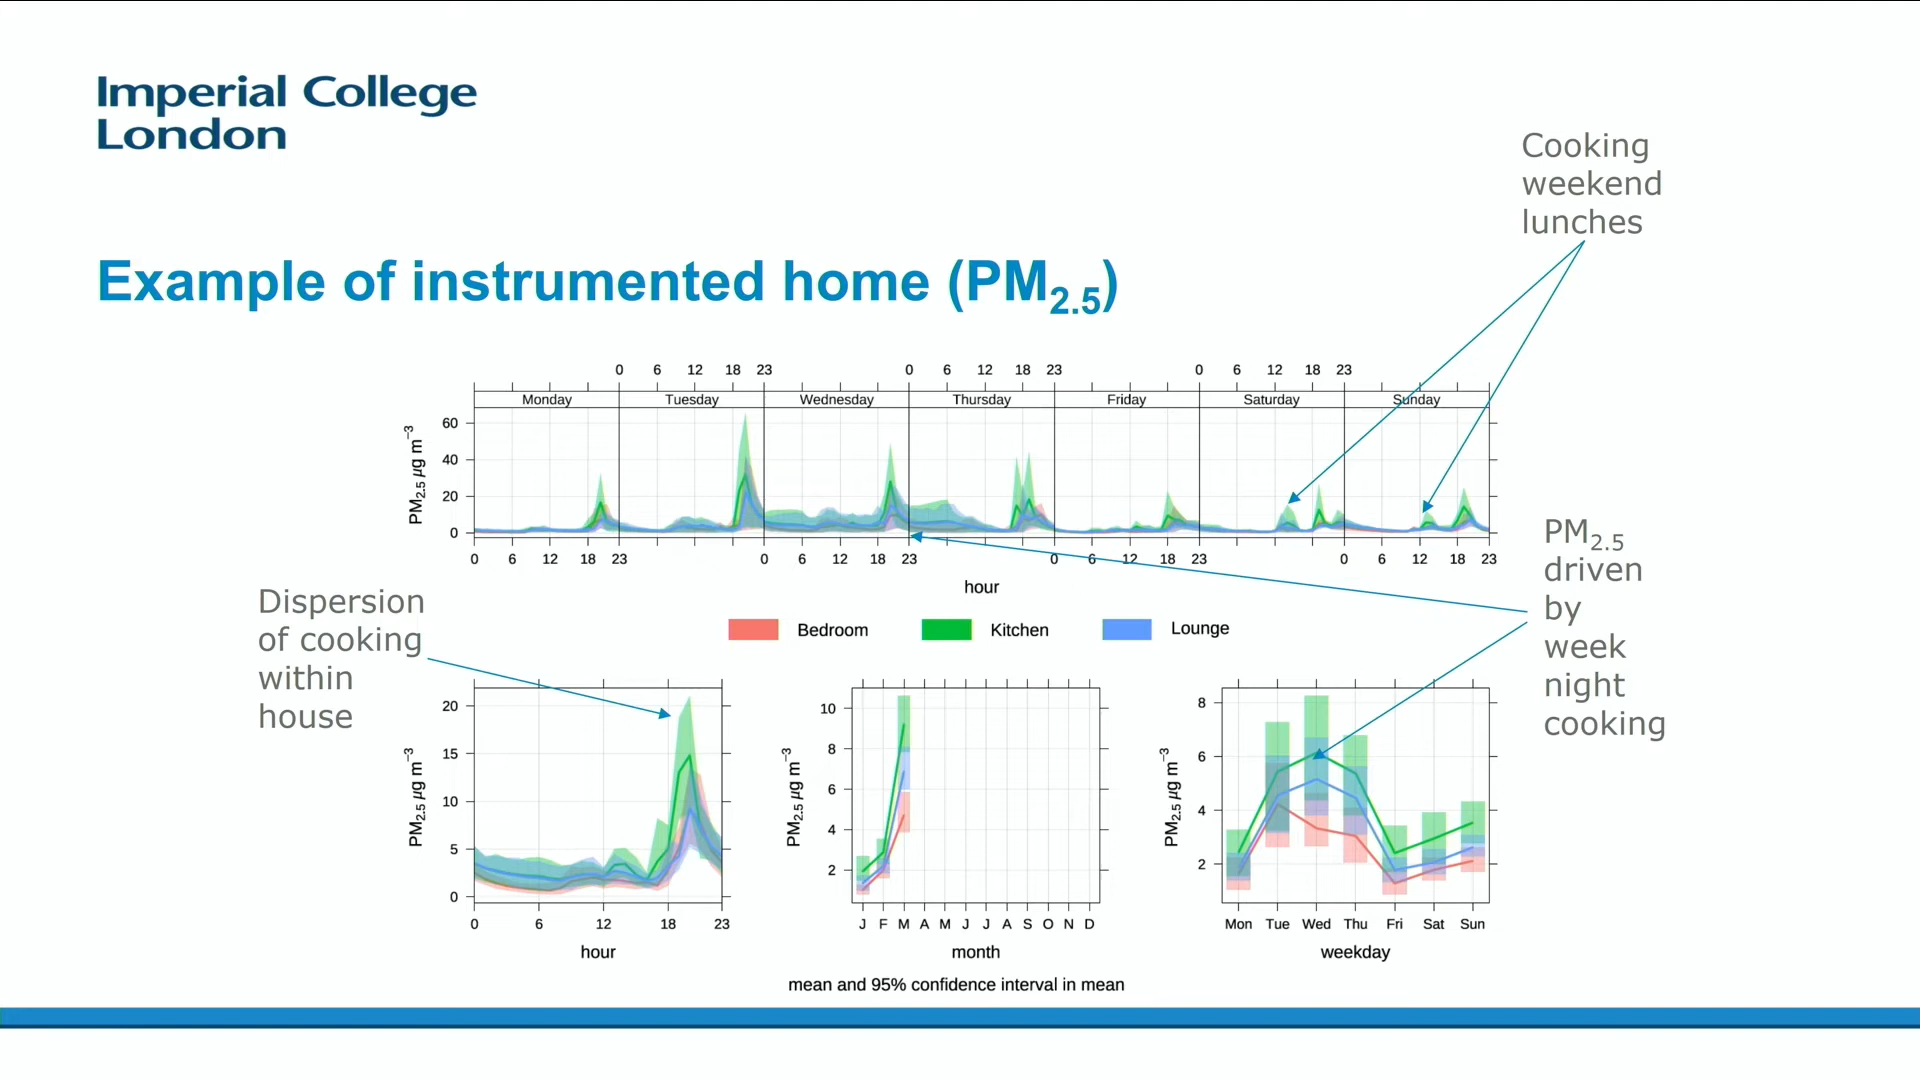 Imperial College
London
Cooking
weekend
lunches
Example of instrumented home (PM₂.₅)
0 6 12 18 23 0 6 12 18 23 0 6 12 18 23
Monday Tuesday Wednesday Thursday Friday Saturday Sunday
PM₂.₅ µg m⁻³
60
40
20
0
0 6 12 18 23 0 6 12 18 23 0 6 12 18 23 0 6 12 18 23
hour
PM₂.₅
driven
by
week
night
cooking
Dispersion
of cooking
within
house
Bedroom Kitchen Lounge
PM₂.₅ µg m⁻³
20
15
10
5
0
0 6 12 18 23
hour
PM₂.₅ µg m⁻³
10
8
6
4
2
J F M A M J J A S O N D
month
PM₂.₅ µg m⁻³
8
6
4
2
Mon Tue Wed Thu Fri Sat Sun
weekday
mean and 95% confidence interval in mean